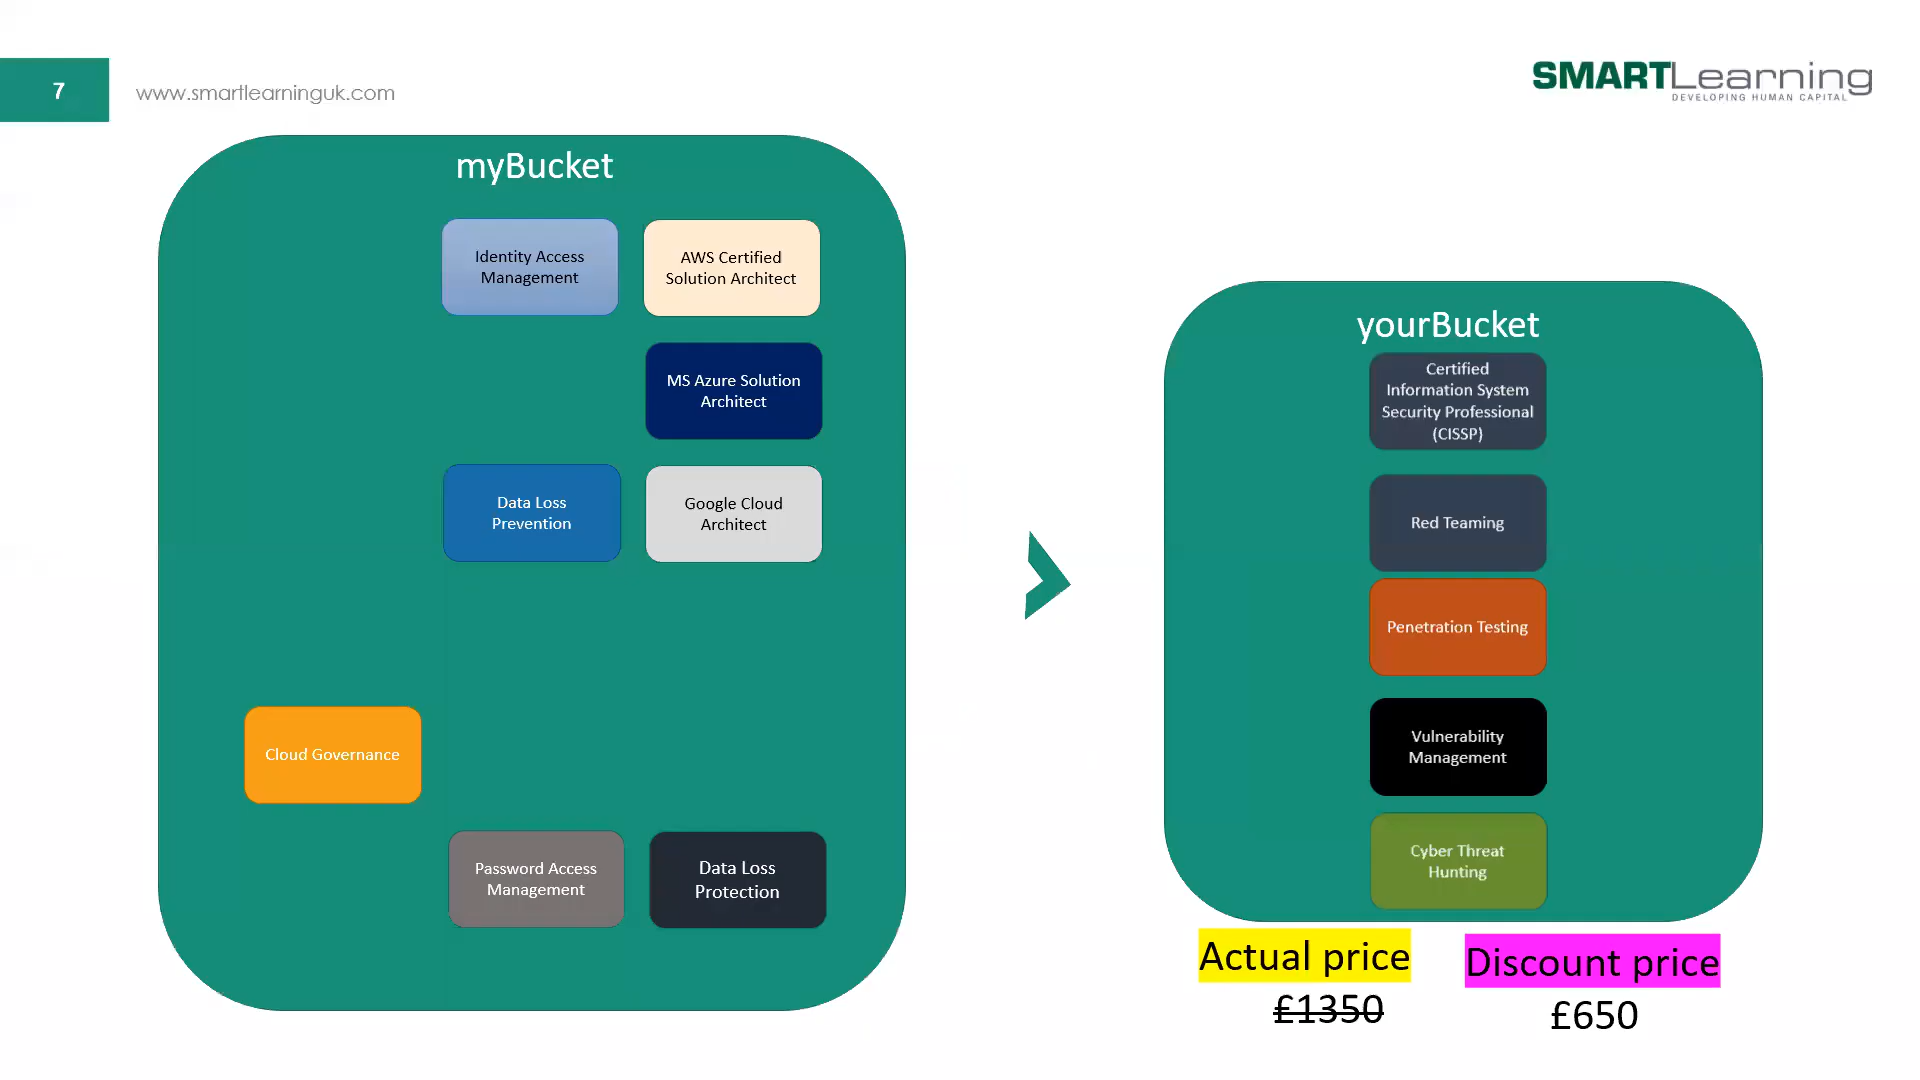 7
www.smartlearninguk.com
SMARTLearning
DEVELOPING HUMAN CAPITAL
myBucket
Identity Access
Management
AWS Certified
Solution Architect
MS Azure Solution
Architect
Data Loss
Prevention
Google Cloud
Architect
Cloud Governance
Password Access
Management
Data Loss
Protection
yourBucket
Certified
Information System
Security Professional
(CISSP)
Red Teaming
Penetration Testing
Vulnerability
Management
Cyber Threat
Hunting
Actual price
£1350
Discount price
£650